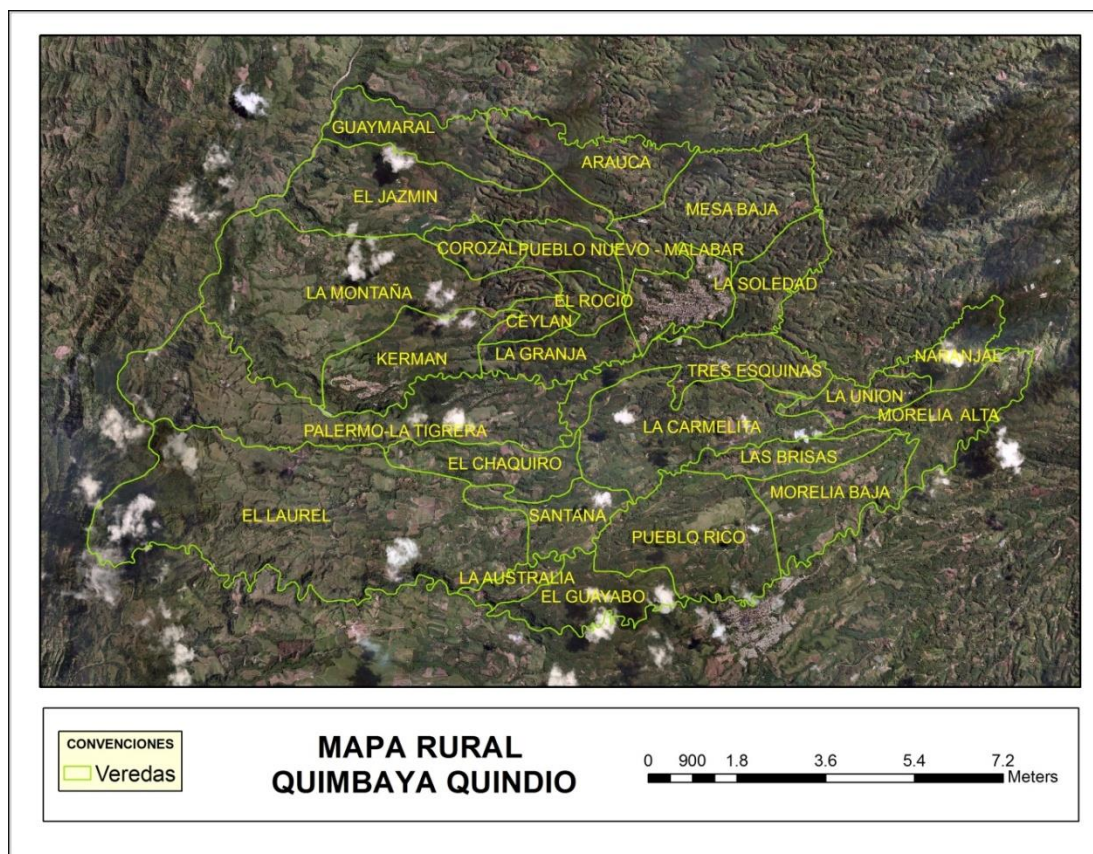 GUAYMARAL
ARAUCA
EL JAZMIN
MESA BAJA
COROZAL
PUEBLO NUEVO - MALABAR
LA SOLEDAD
LA MONTAÑA
EL ROCIO
CEYLAN
KERMAN
LA GRANJA
NARANJAL
TRES ESQUINAS
LA UNION
MORELIA ALTA
LA CARMELITA
PALERMO-LA TIGRERA
LAS BRISAS
EL CHAQUIRO
MORELIA BAJA
EL LAUREL
SANTANA
PUEBLO RICO
LA AUSTRALIA
EL GUAYABO
CONVENCIONES
Veredas
MAPA RURAL
QUIMBAYA QUINDIO
0 900 1.8 3.6 5.4 7.2
Meters